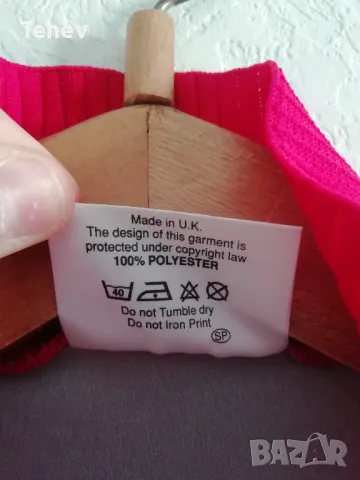 Tehev
Made in U.K.
The design of this garment is
protected under copyright law
100% POLYESTER
40
Do not Tumble dry
Do not Iron Print
SP
BAZAR